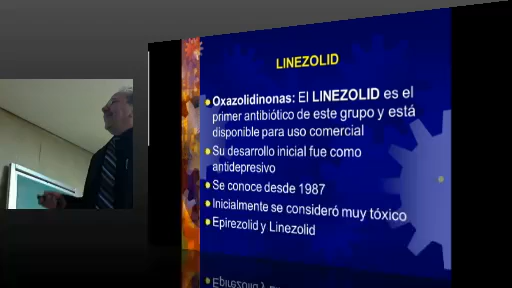 LINEZOLID
Oxazolidinonas: El LINEZOLID es el
primer antibiótico de este grupo y está
disponible para uso comercial
Su desarrollo inicial fue como
antidepresivo
Se conoce desde 1987
Inicialmente se consideró muy tóxico
Epirezolid y Linezolid